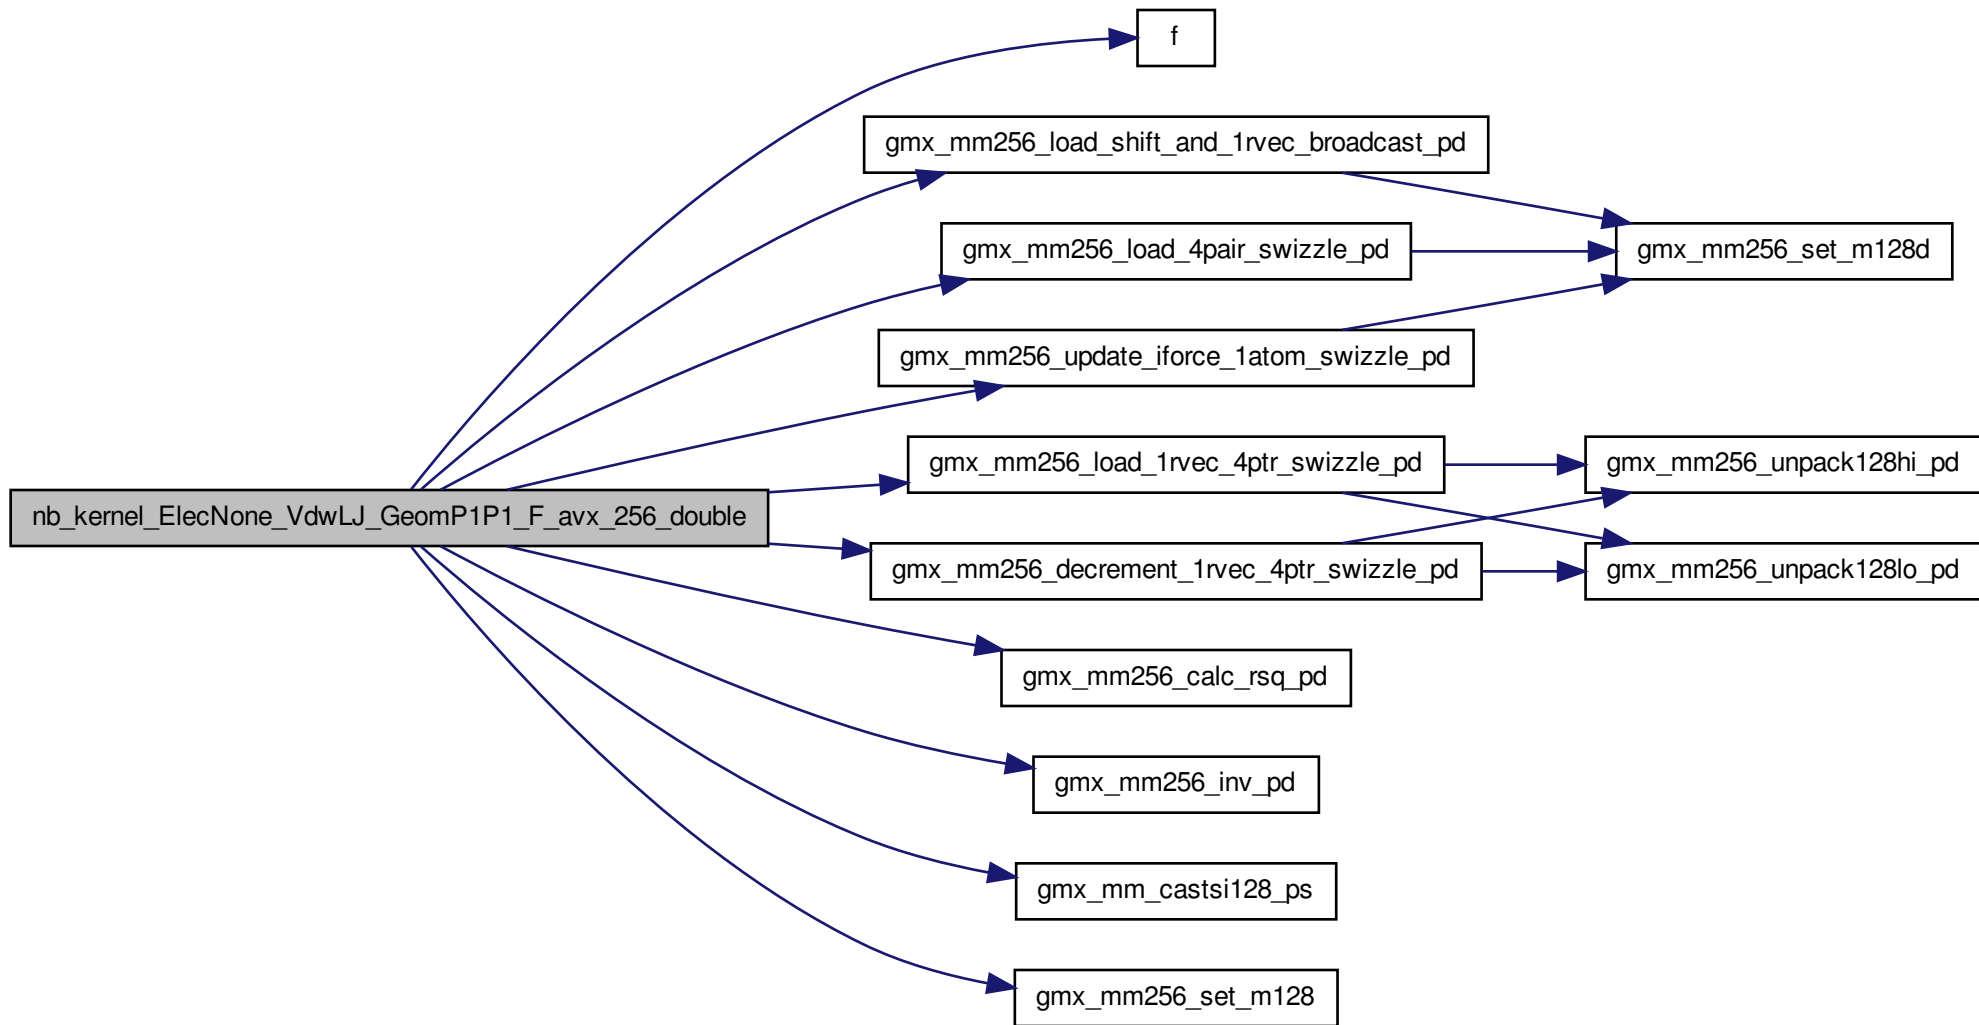 f
gmx_mm256_load_shift_and_1rvec_broadcast_pd
gmx_mm256_load_4pair_swizzle_pd
gmx_mm256_set_m128d
gmx_mm256_update_iforce_1atom_swizzle_pd
gmx_mm256_load_1rvec_4ptr_swizzle_pd
gmx_mm256_unpack128hi_pd
nb_kernel_ElecNone_VdwLJ_GeomP1P1_F_avx_256_double
gmx_mm256_decrement_1rvec_4ptr_swizzle_pd
gmx_mm256_unpack128lo_pd
gmx_mm256_calc_rsq_pd
gmx_mm256_inv_pd
gmx_mm_castsi128_ps
gmx_mm256_set_m128